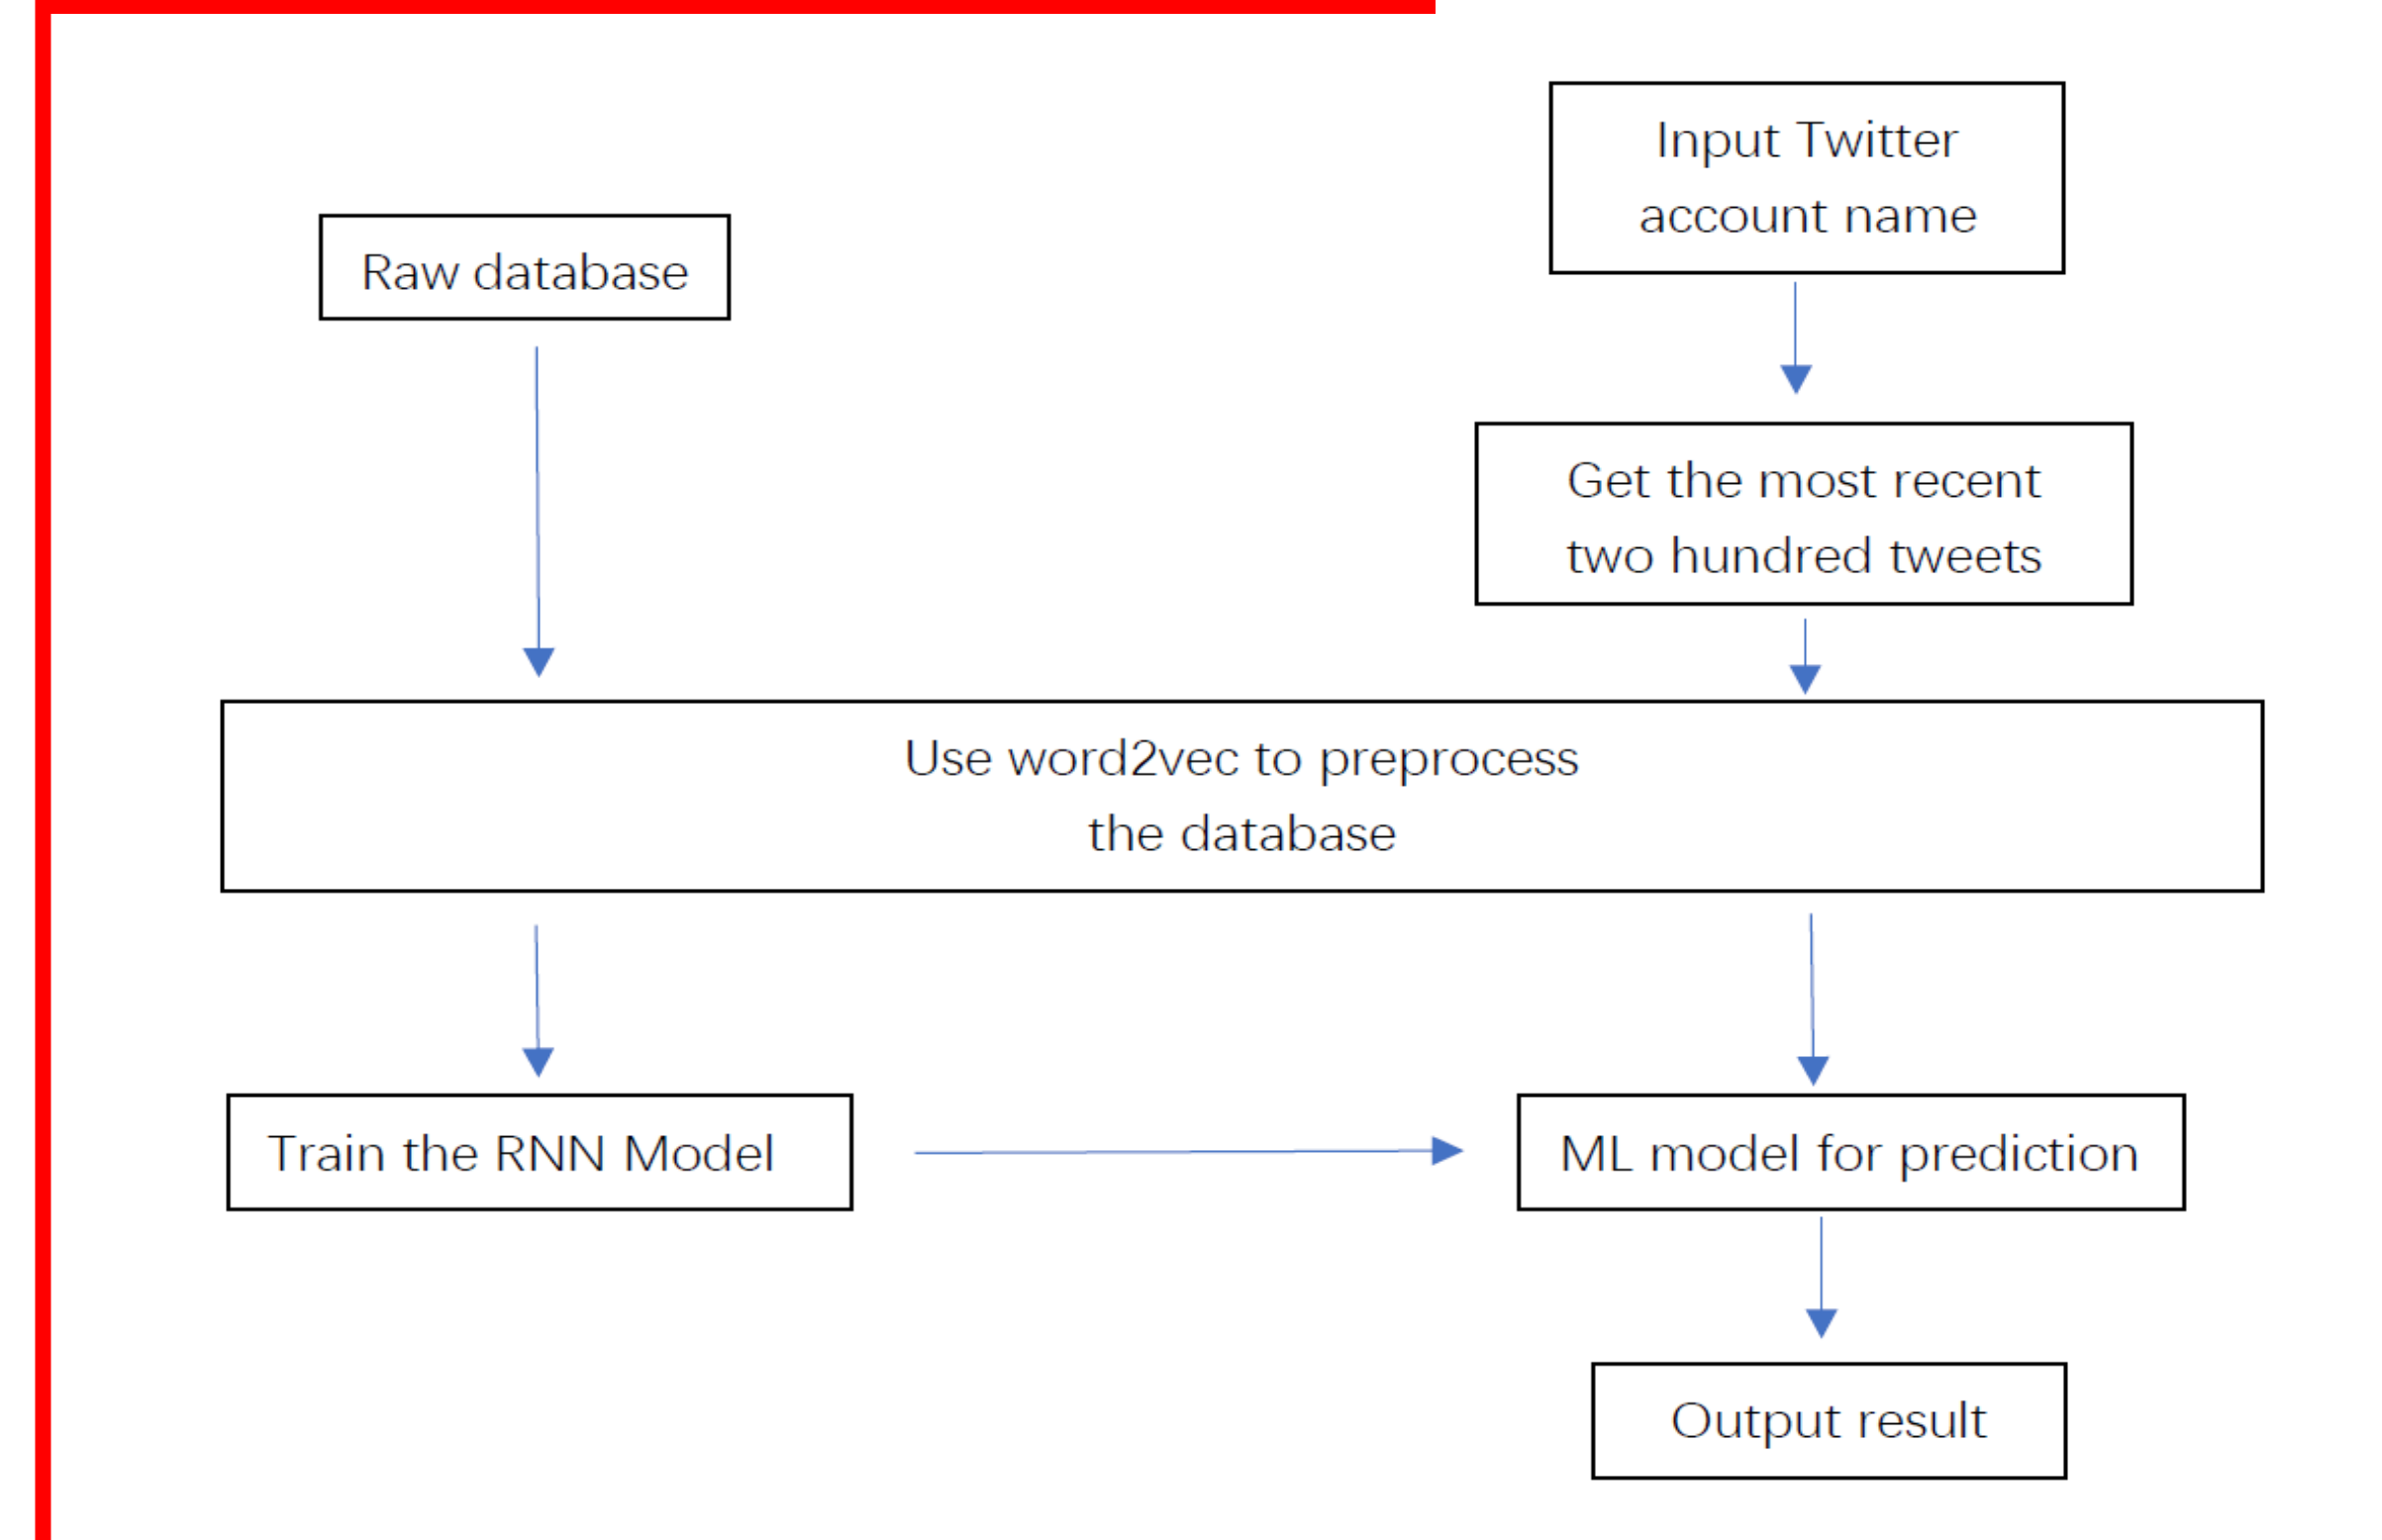 Input Twitter
account name
Raw database
Get the most recent
two hundred tweets
Use word2vec to preprocess
the database
Train the RNN Model
ML model for prediction
Output result